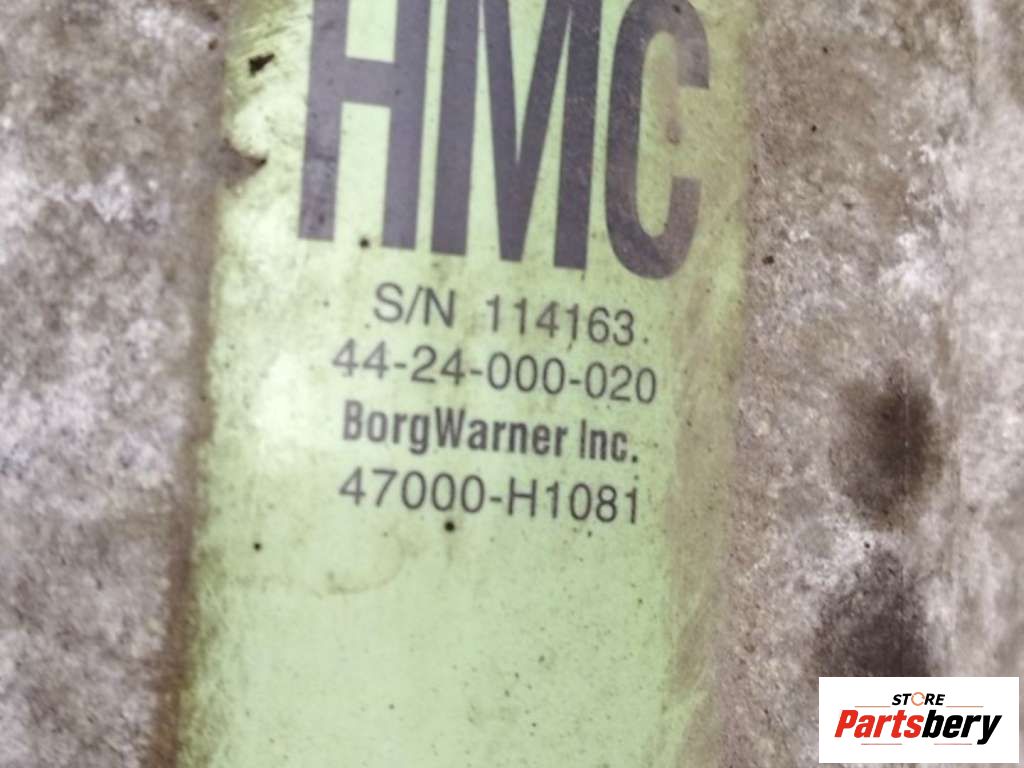 HMC
S/N 114163.
44-24-000-020
BorgWarner Inc.
47000-H1081
STORE
Partsbery